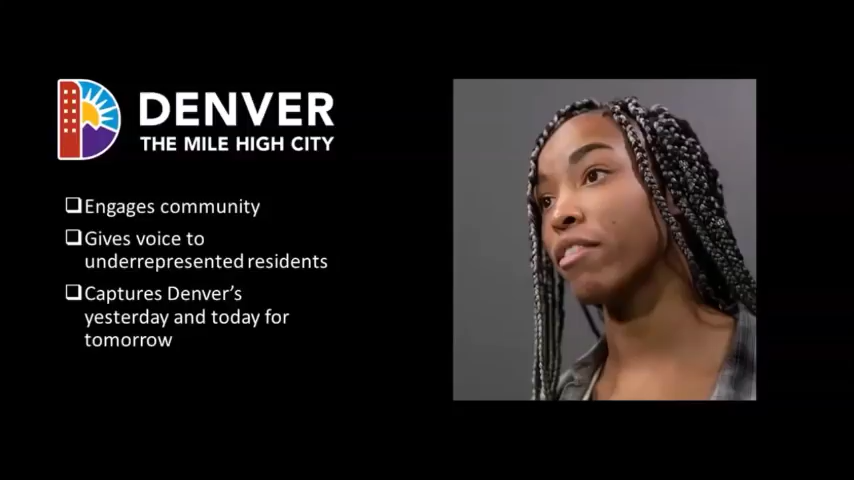 DENVER
THE MILE HIGH CITY
Engages community
Gives voice to
underrepresented residents
Captures Denver's
yesterday and today for
tomorrow